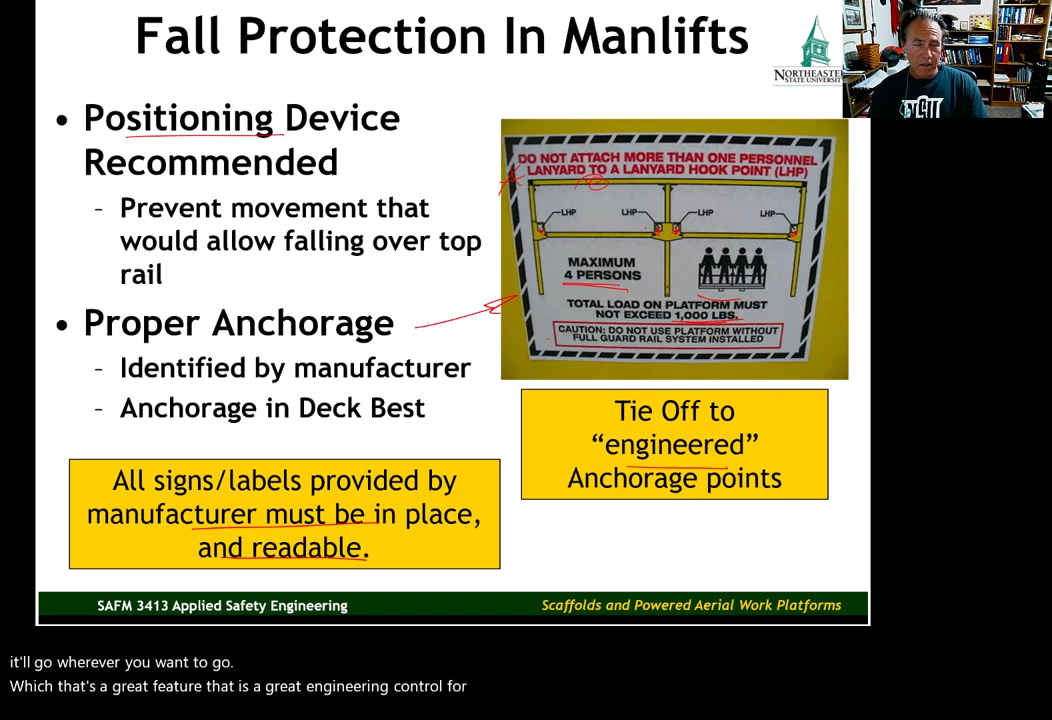 Fall Protection In Manlifts
NORTHEASTE
STATE UNIVERSITY
• Positioning Device
Recommended
– Prevent movement that
would allow falling over top
rail
• Proper Anchorage
– Identified by manufacturer
– Anchorage in Deck Best
DO NOT ATTACH MORE THAN ONE PERSONNEL
LANYARD TO A LANYARD HOOK POINT (LHP)
LHP LHP LHP LHP
MAXIMUM
4 PERSONS
TOTAL LOAD ON PLATFORM MUST
NOT EXCEED 1,000 LBS.
CAUTION: DO NOT USE PLATFORM WITHOUT
FULL GUARD RAIL SYSTEM INSTALLED
Tie Off to
“engineered”
Anchorage points
All signs/labels provided by
manufacturer must be in place,
and readable.
SAFM 3413 Applied Safety Engineering
Scaffolds and Powered Aerial Work Platforms
it'll go wherever you want to go.
Which that's a great feature that is a great engineering control for